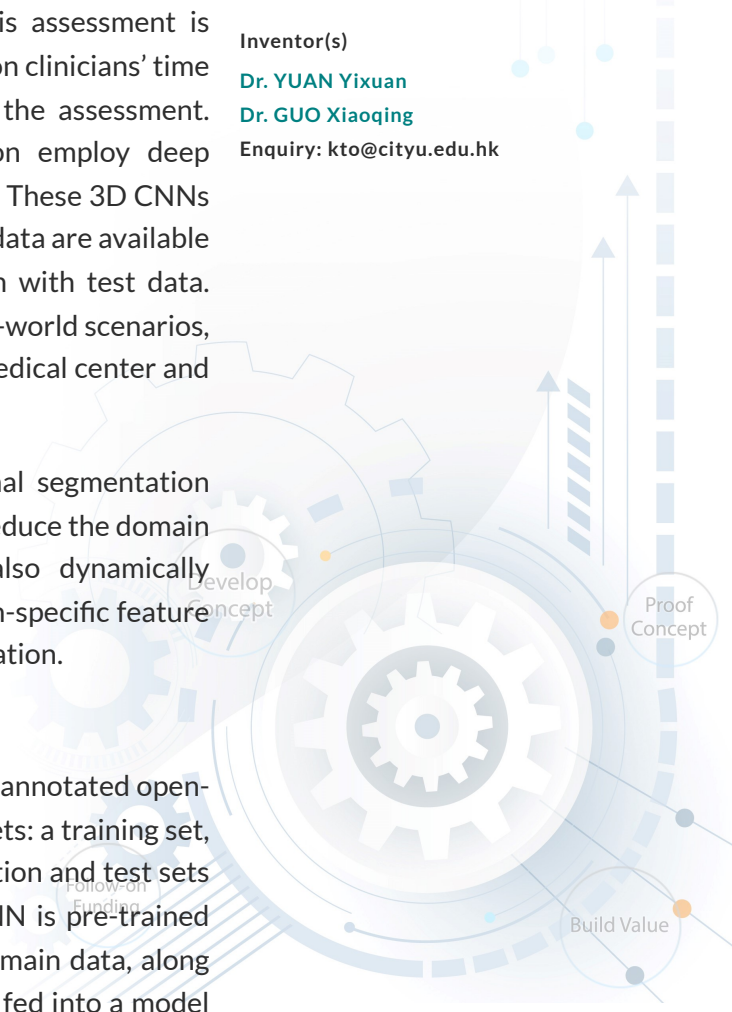 is assessment is
on clinicians' time
the assessment.
on employ deep
These 3D CNNs
data are available
with test data.
-world scenarios,
edical center and
al segmentation
educe the domain
also dynamically
-specific feature
ation.
annotated open-
ets: a training set,
tion and test sets
is pre-trained
main data, along
fed into a model
Inventor(s)
Dr. YUAN Yixuan
Dr. GUO Xiaoqing
Enquiry: kto@cityu.edu.hk
Develop
Concept
Proof
Concept
Follow-on
Funding
Build Value